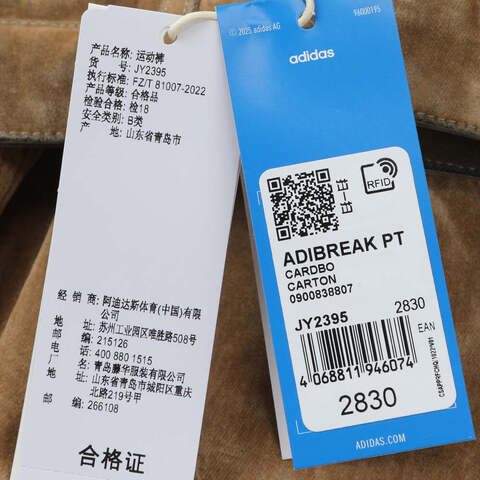 产品名称: 运动裤
货 号: JY2395
执行标准: FZ/T 81007-2022
产品等级: 合格品
检验合格: 检18
安全类别: B类
产 地: 山东省青岛市
经 销 商: 阿迪达斯体育(中国)有限公司
地 址: 苏州工业园区唯胜路508号
邮 编: 215126
电 话: 400 880 1515
厂 名: 青岛藤华服装有限公司
地 址: 山东省青岛市城阳区重庆
北路219号甲
邮 编: 266108
合格证
© 2025 adidas AG
96000195
adidas
RFID
ADIBREAK PT
CARDBO
CARTON
0900838807
JY2395 2830
EAN
4 068811 946074
2830
ADIDAS.COM